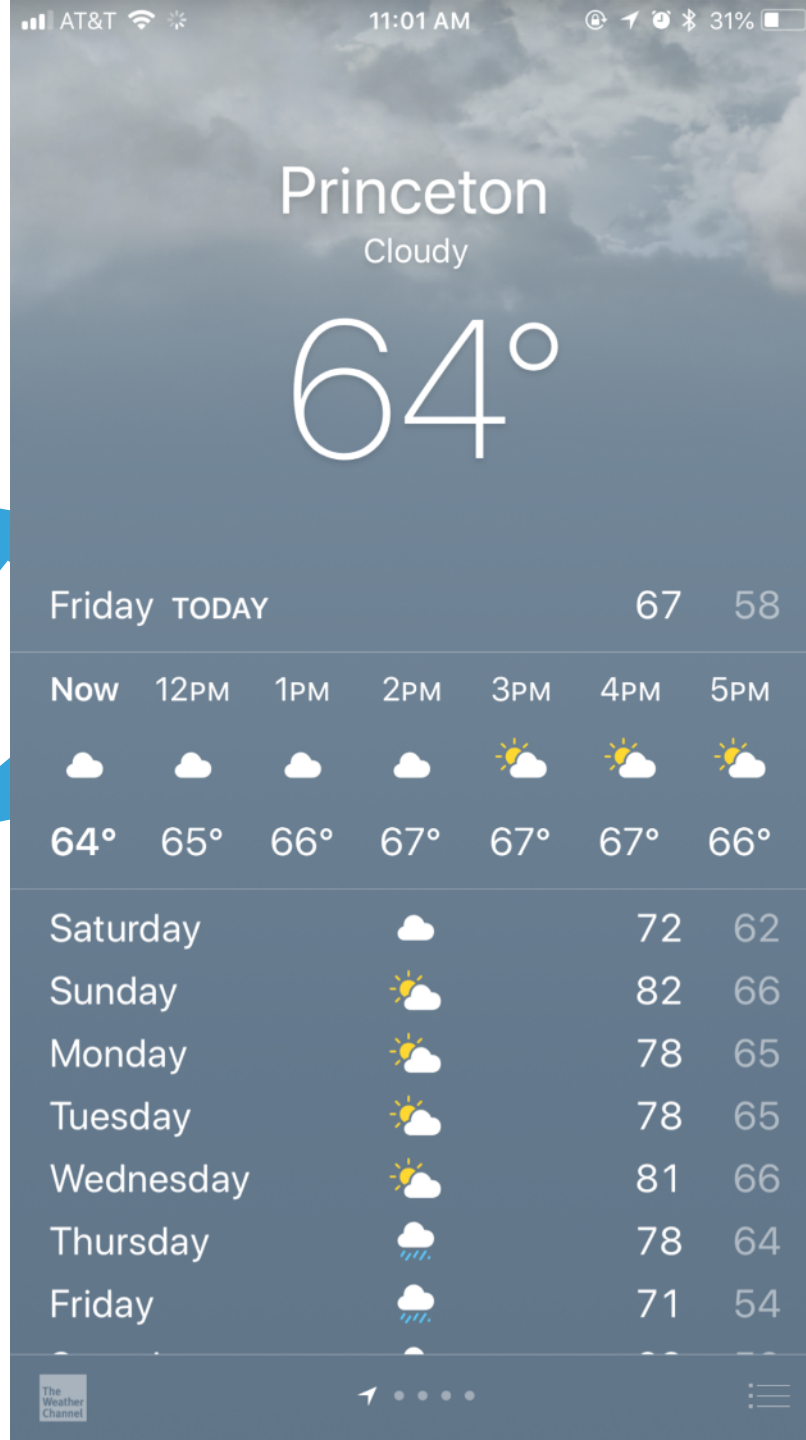 AT&T 11:01 AM 31%
Princeton
Cloudy
64°
Friday TODAY 67 58
Now 12PM 1PM 2PM 3PM 4PM 5PM
64° 65° 66° 67° 67° 67° 66°
Saturday 72 62
Sunday 82 66
Monday 78 65
Tuesday 78 65
Wednesday 81 66
Thursday 78 64
Friday 71 54
The
Weather
Channel